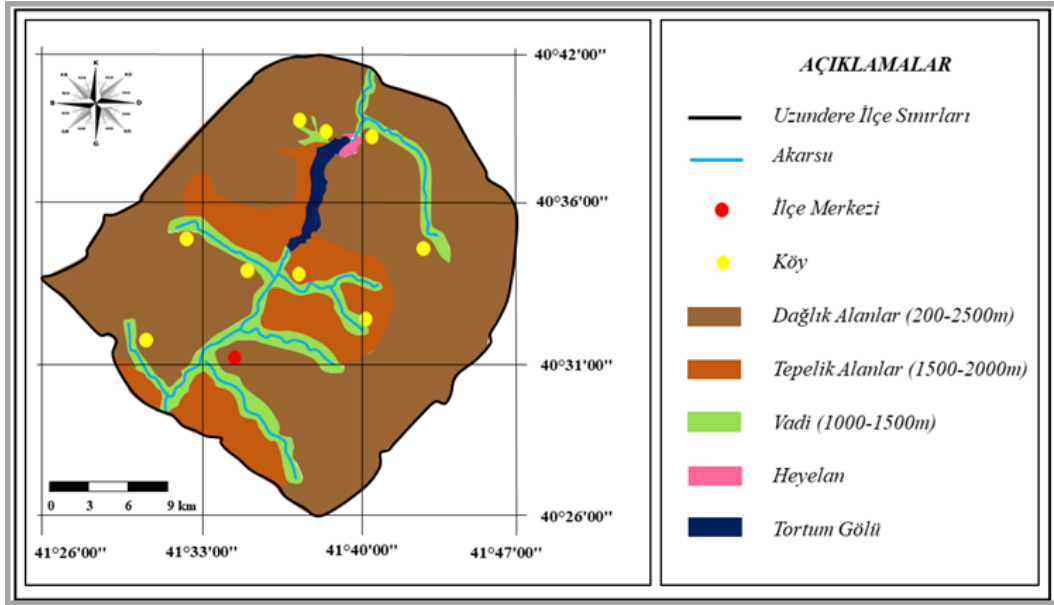 40°42'00''
40°36'00''
40°31'00''
40°26'00''
41°26'00''
41°33'00''
41°40'00''
41°47'00''
K
B
D
G
0 3 6 9 km
AÇIKLAMALAR
Uzundere İlçe Sınırları
Akarsu
İlçe Merkezi
Köy
Dağlık Alanlar (200-2500m)
Tepelik Alanlar (1500-2000m)
Vadi (1000-1500m)
Heyelan
Tortum Gölü